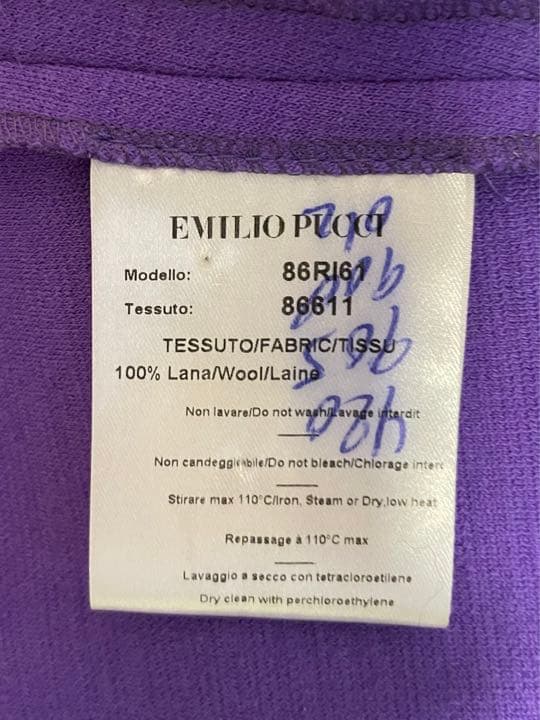 EMILIO PUCCI
Modello: 86RI61
Tessuto: 86611
TESSUTO/FABRIC/TISSU
100% Lana/Wool/Laine
Non lavare/Do not wash/Lavage interdit
Non candeggiabile/Do not bleach/Chlorage interd
Stirare max 110°C/Iron, Steam or Dry,low heat
Repassage à 110°C max
Lavaggio a secco con tetracloroetilene
Dry clean with perchloroethylene